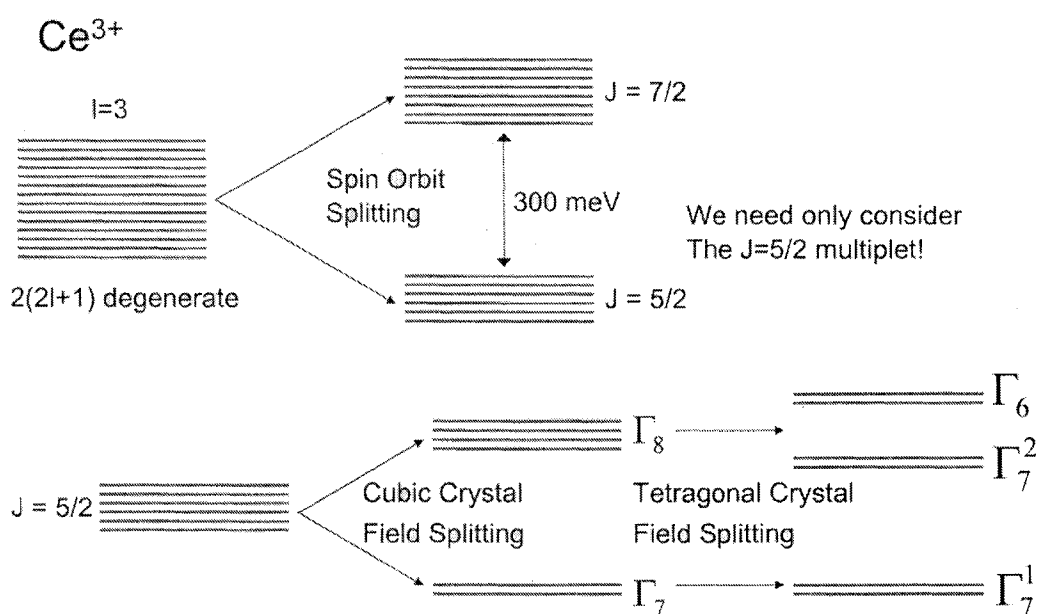 Ce³⁺
l=3
J = 7/2
Spin Orbit
Splitting
300 meV
We need only consider
The J=5/2 multiplet!
2(2l+1) degenerate
J = 5/2
Γ₆
Γ₈
Γ₇²
J = 5/2
Cubic Crystal
Field Splitting
Tetragonal Crystal
Field Splitting
Γ₇
Γ₇¹